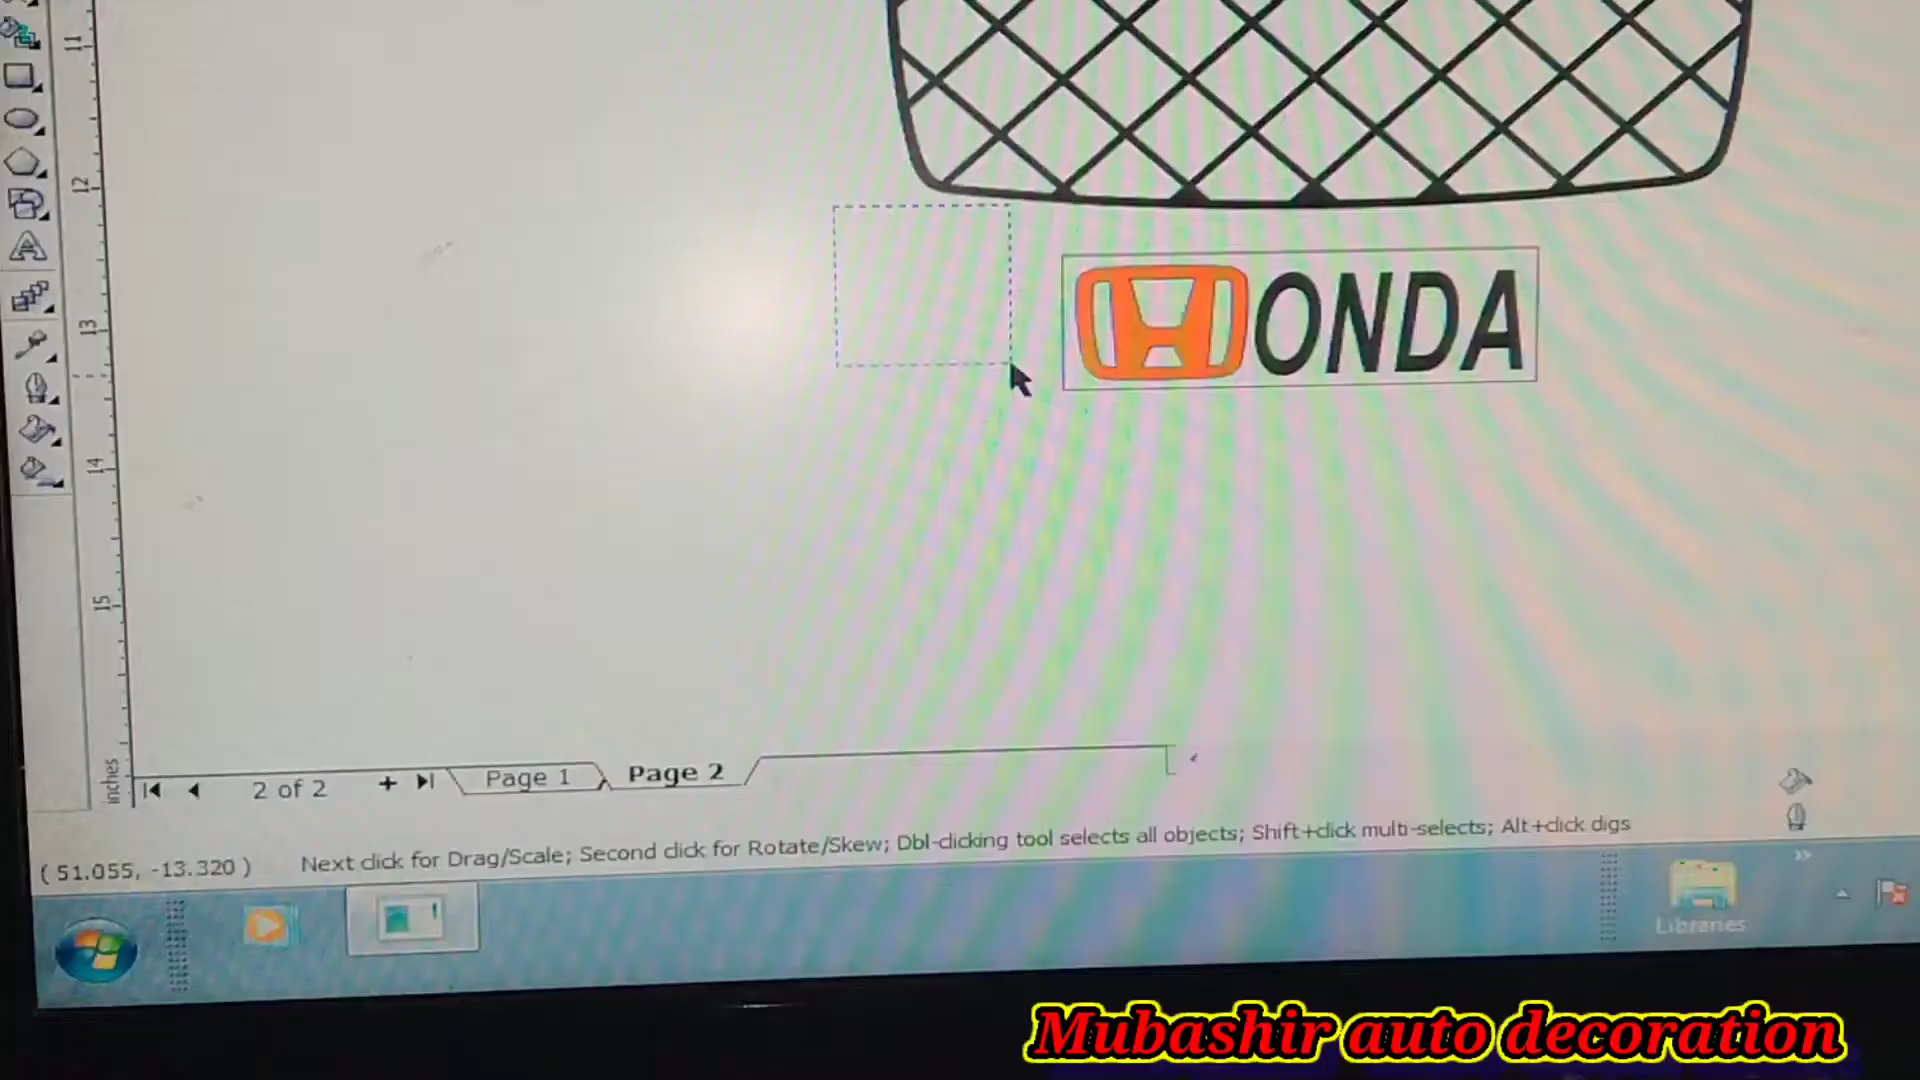 11
12
HONDA
13
14
15
inches
2 of 2
Page 1
Page 2
( 51.055, -13.320 )
Next click for Drag/Scale; Second click for Rotate/Skew; Dbl-clicking tool selects all objects; Shift+click multi-selects; Alt+click digs
Libraries
Mubashir auto decoration